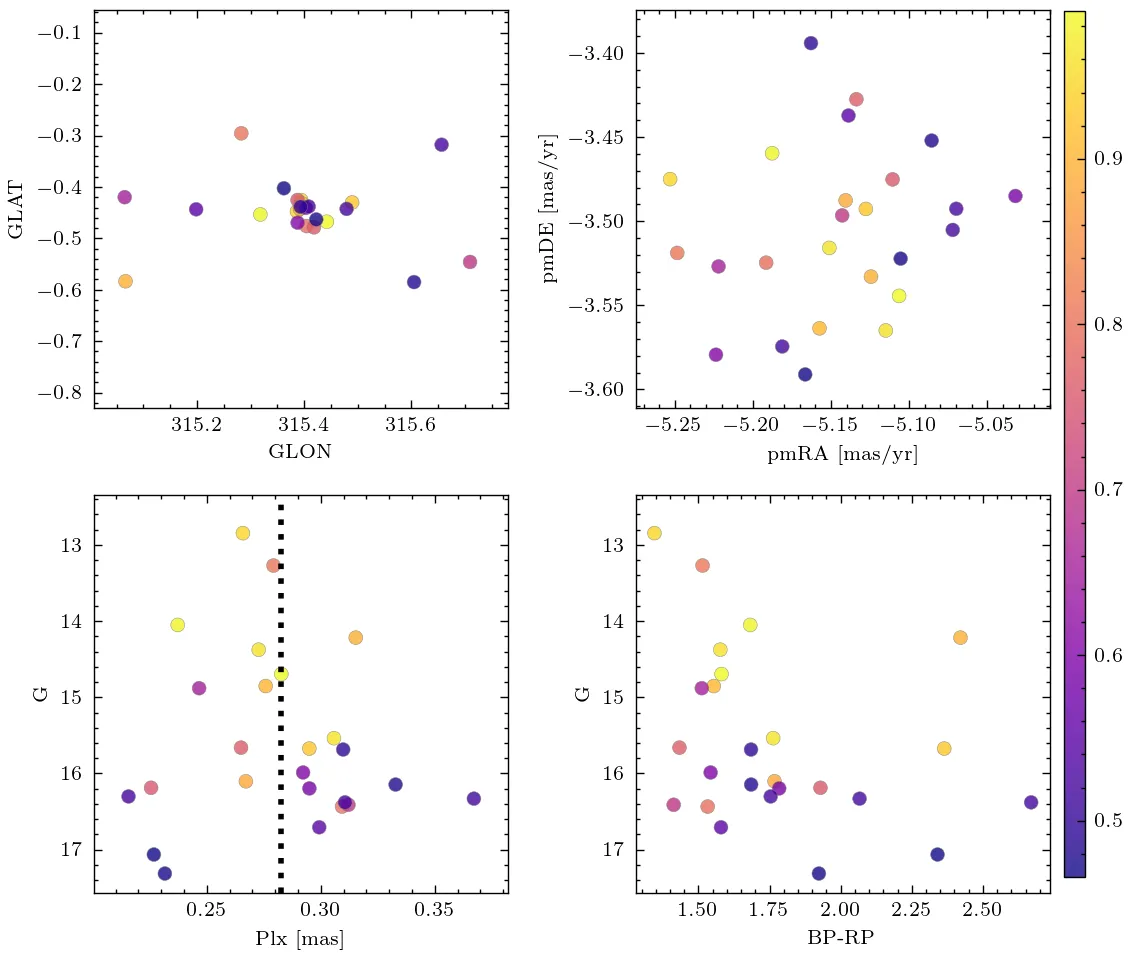 −0.1
−0.2
−0.3
−0.4
−0.5
−0.6
−0.7
−0.8
GLAT
315.2 315.4 315.6
GLON
−3.40
−3.45
−3.50
−3.55
−3.60
pmDE [mas/yr]
−5.25 −5.20 −5.15 −5.10 −5.05
pmRA [mas/yr]
13
14
15
16
17
G
0.25 0.30 0.35
Plx [mas]
13
14
15
16
17
G
1.50 1.75 2.00 2.25 2.50
BP-RP
0.9
0.8
0.7
0.6
0.5